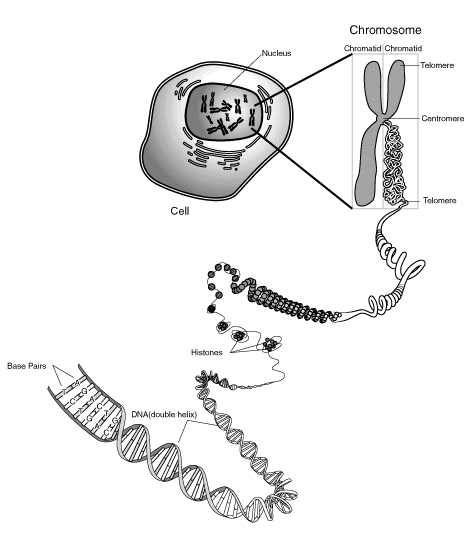 Chromosome
Chromatid Chromatid
Nucleus
Telomere
Centromere
Telomere
Cell
Histones
Base Pairs
DNA(double helix)